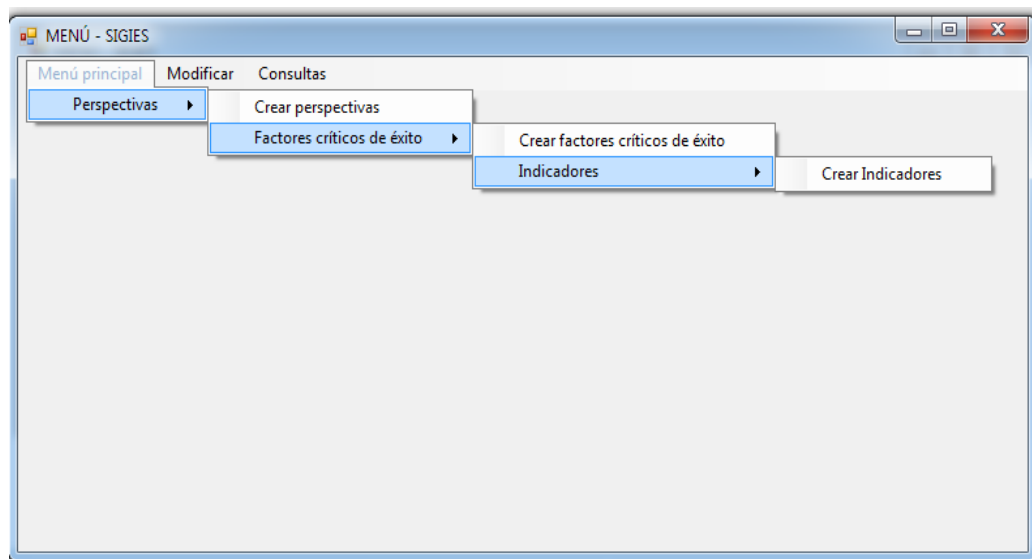 MENÚ - SIGIES
Menú principal Modificar Consultas
Perspectivas Crear perspectivas
Factores críticos de éxito Crear factores críticos de éxito
Indicadores Crear Indicadores